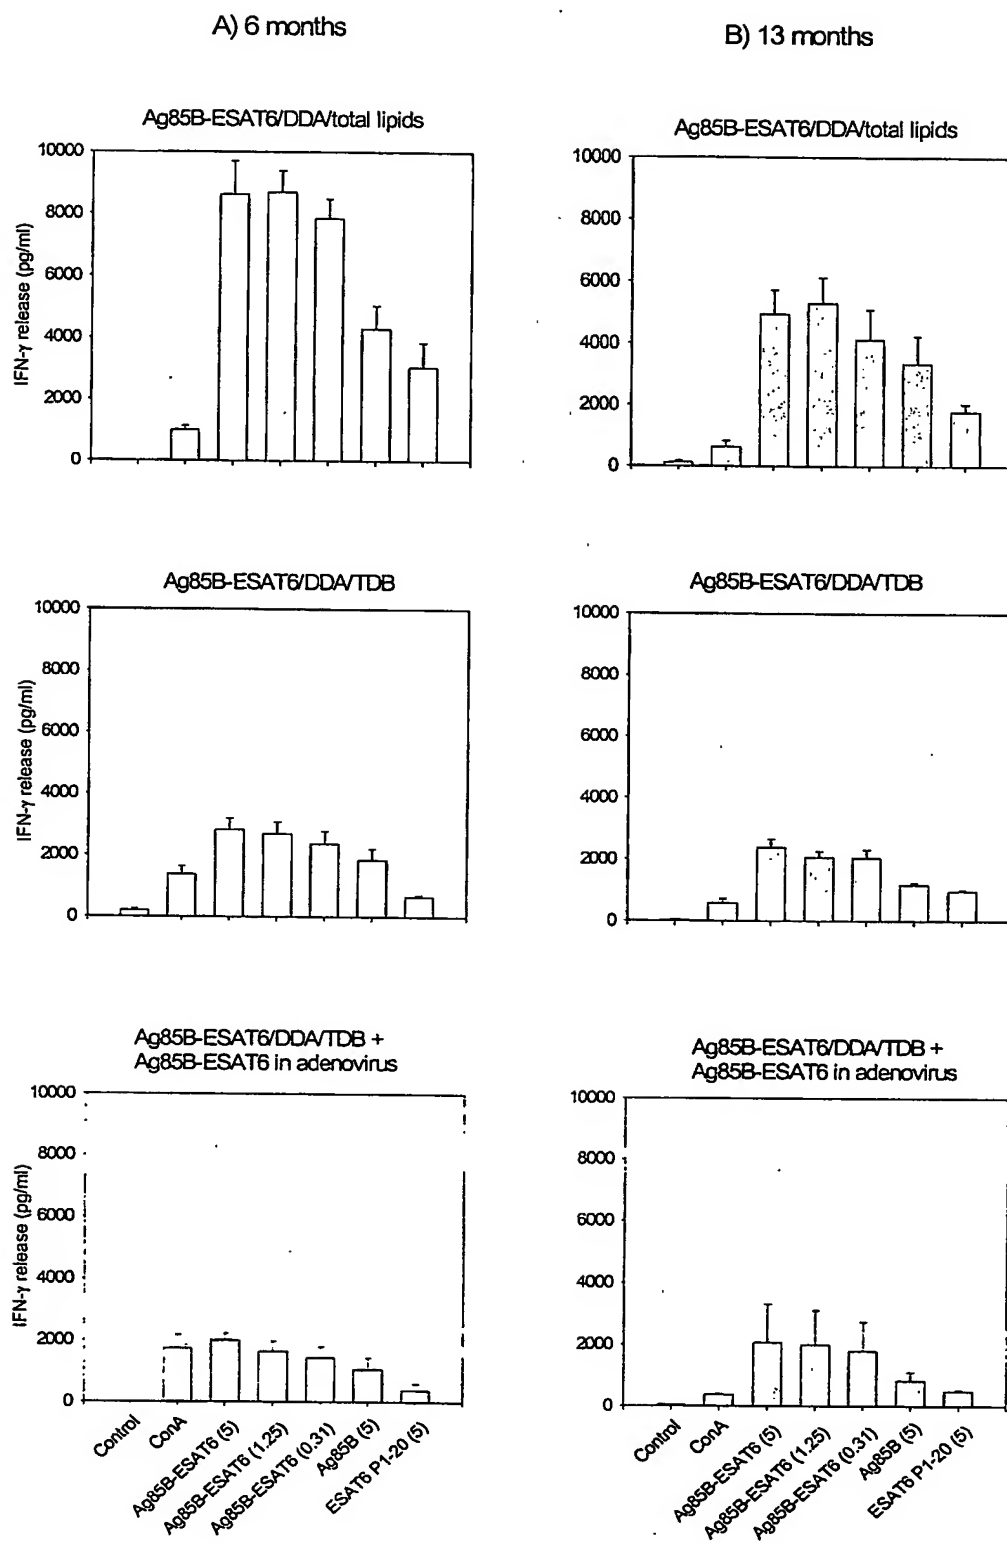 A) 6 months
B) 13 months
Ag85B-ESAT6/DDA/total lipids
IFN-γ release (pg/ml)
10000
8000
6000
4000
2000
0
Ag85B-ESAT6/DDA/total lipids
10000
8000
6000
4000
2000
0
Ag85B-ESAT6/DDA/TDB
IFN-γ release (pg/ml)
10000
8000
6000
4000
2000
0
Ag85B-ESAT6/DDA/TDB
10000
8000
6000
4000
2000
0
Ag85B-ESAT6/DDA/TDB +
Ag85B-ESAT6 in adenovirus
IFN-γ release (pg/ml)
10000
8000
6000
4000
2000
0
Control
ConA
Ag85B-ESAT6 (5)
Ag85B-ESAT6 (1.25)
Ag85B-ESAT6 (0.31)
Ag85B (5)
ESAT6 P1-20 (5)
Ag85B-ESAT6/DDA/TDB +
Ag85B-ESAT6 in adenovirus
10000
8000
6000
4000
2000
0
Control
ConA
Ag85B-ESAT6 (5)
Ag85B-ESAT6 (1.25)
Ag85B-ESAT6 (0.31)
Ag85B (5)
ESAT6 P1-20 (5)